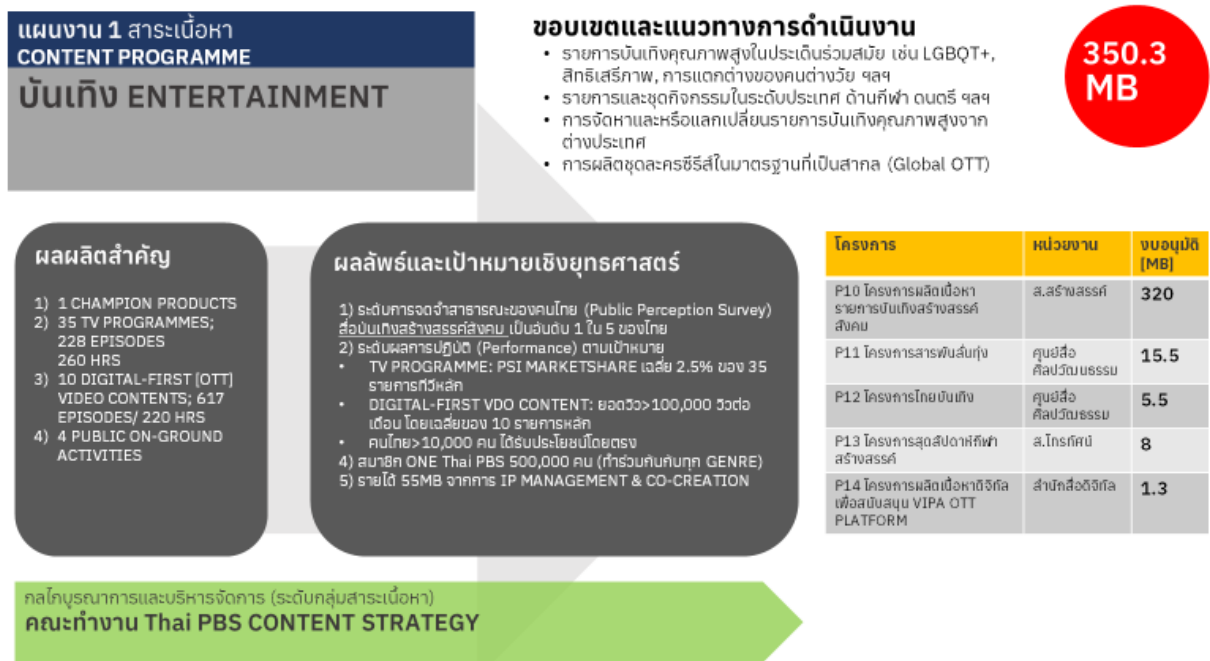 แผนงาน 1 สาระเนื้อหา
CONTENT PROGRAMME
บันเทิง ENTERTAINMENT
ขอบเขตและแนวทางการดำเนินงาน
• รายการบันเทิงคุณภาพสูงในประเด็นร่วมสมัย เช่น LGBQT+,
สิทธิเสรีภาพ, การแตกต่างของคนต่างวัย ฯลฯ
• รายการและชุดกิจกรรมในระดับประเทศ ด้านกีฬา ดนตรี ฯลฯ
• การจัดหาและหรือแลกเปลี่ยนรายการบันเทิงคุณภาพสูงจาก
ต่างประเทศ
• การผลิตชุดละครซีรีส์ในมาตรฐานที่เป็นสากล (Global OTT)
350.3
MB
ผลผลิตสำคัญ
1) 1 CHAMPION PRODUCTS
2) 35 TV PROGRAMMES;
228 EPISODES
260 HRS
3) 10 DIGITAL-FIRST (OTT)
VIDEO CONTENTS; 617
EPISODES/ 220 HRS
4) 4 PUBLIC ON-GROUND
ACTIVITIES
ผลลัพธ์และเป้าหมายเชิงยุทธศาสตร์
1) ระดับการจดจำสาธารณะของคนไทย (Public Perception Survey)
สื่อบันเทิงสร้างสรรค์สังคม เป็นอันดับ 1 ใน 5 ของไทย
2) ระดับผลการปฏิบัติ (Performance) ตามเป้าหมาย
• TV PROGRAMME: PSI MARKETSHARE เฉลี่ย 2.5% ของ 35
รายการทีวีหลัก
• DIGITAL-FIRST VDO CONTENT: ยอดวิว>100,000 วิวต่อ
เดือน โดยเฉลี่ยของ 10 รายการหลัก
• คนไทย>10,000 คน ได้รับประโยชน์โดยตรง
4) สมาชิก ONE Thai PBS 500,000 คน (ทำร่วมกันกับทุก GENRE)
5) รายได้ 55MB จากการ IP MANAGEMENT & CO-CREATION
โครงการ หน่วยงาน งบอนุมัติ
(MB)
P10 โครงการผลิตเนื้อหา ส.สร้างสรรค์ 320
รายการบันเทิงสร้างสรรค์
สังคม
P11 โครงการสารพันลั่นทุ่ง ศูนย์สื่อ 15.5
ศิลปวัฒนธรรม
P12 โครงการไทยบันเทิง ศูนย์สื่อ 5.5
ศิลปวัฒธรรม
P13 โครงการสุดสัปดาห์กีฬา ส.โทรทัศน์ 8
สร้างสรรค์
P14 โครงการผลิตเนื้อหาดิจิทัล สำนักสื่อดิจิทัล 1.3
เพื่อสนับสนุน VIPA OTT
PLATFORM
กลไกบูรณาการและบริหารจัดการ (ระดับกลุ่มสาระเนื้อหา)
คณะทำงาน Thai PBS CONTENT STRATEGY